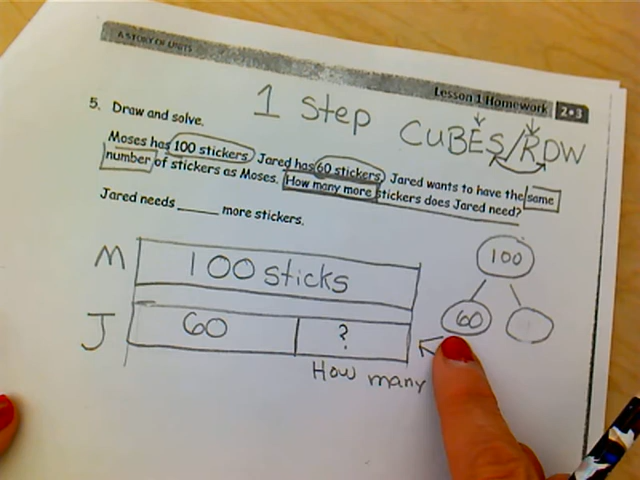 A STORY OF UNITS
Lesson 1 Homework 2•3
1 Step CUBES/RDW
5. Draw and solve.
Moses has 100 stickers Jared has 60 stickers. Jared wants to have the same
number of stickers as Moses. How many more stickers does Jared need?
Jared needs ______ more stickers.
M 100 sticks
J 60 ?
How many
100
60